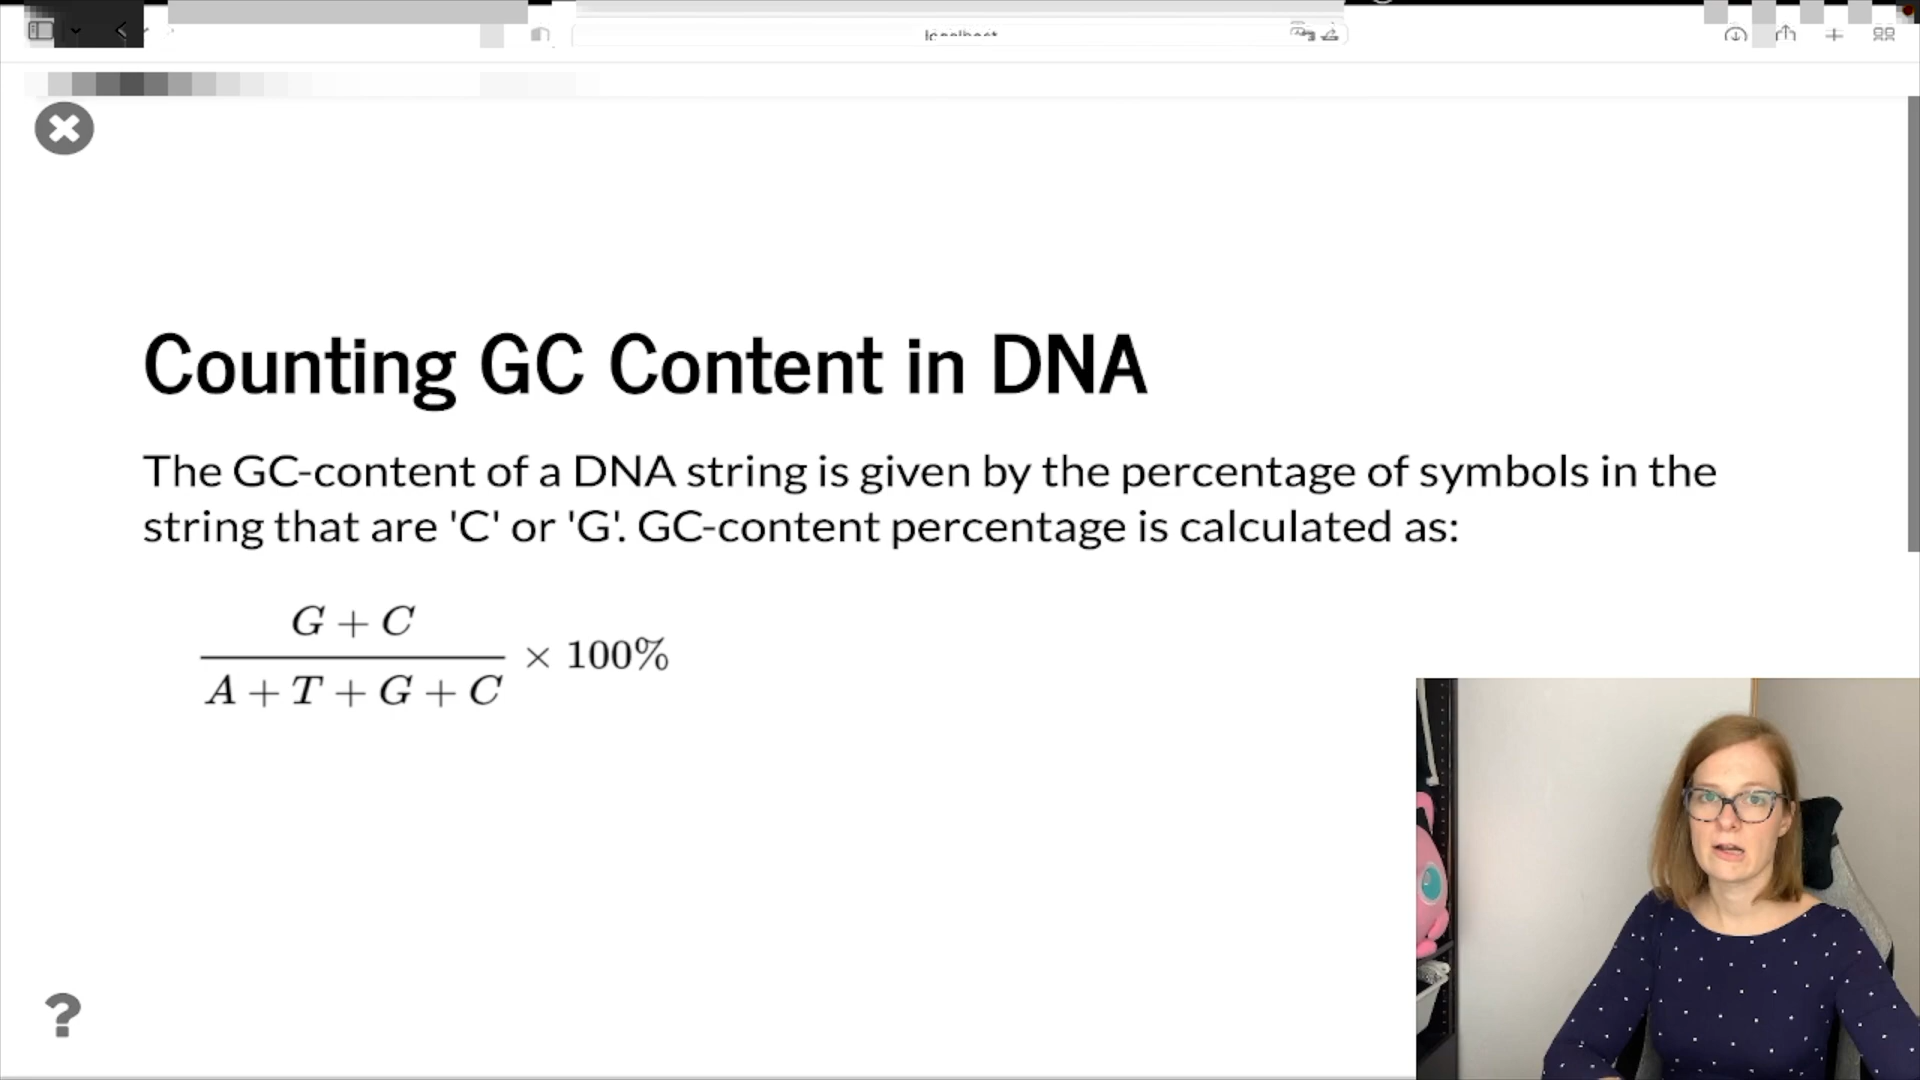 localhost
Counting GC Content in DNA
The GC-content of a DNA string is given by the percentage of symbols in the
string that are 'C' or 'G'. GC-content percentage is calculated as:
G + C
A + T + G + C
× 100%
?